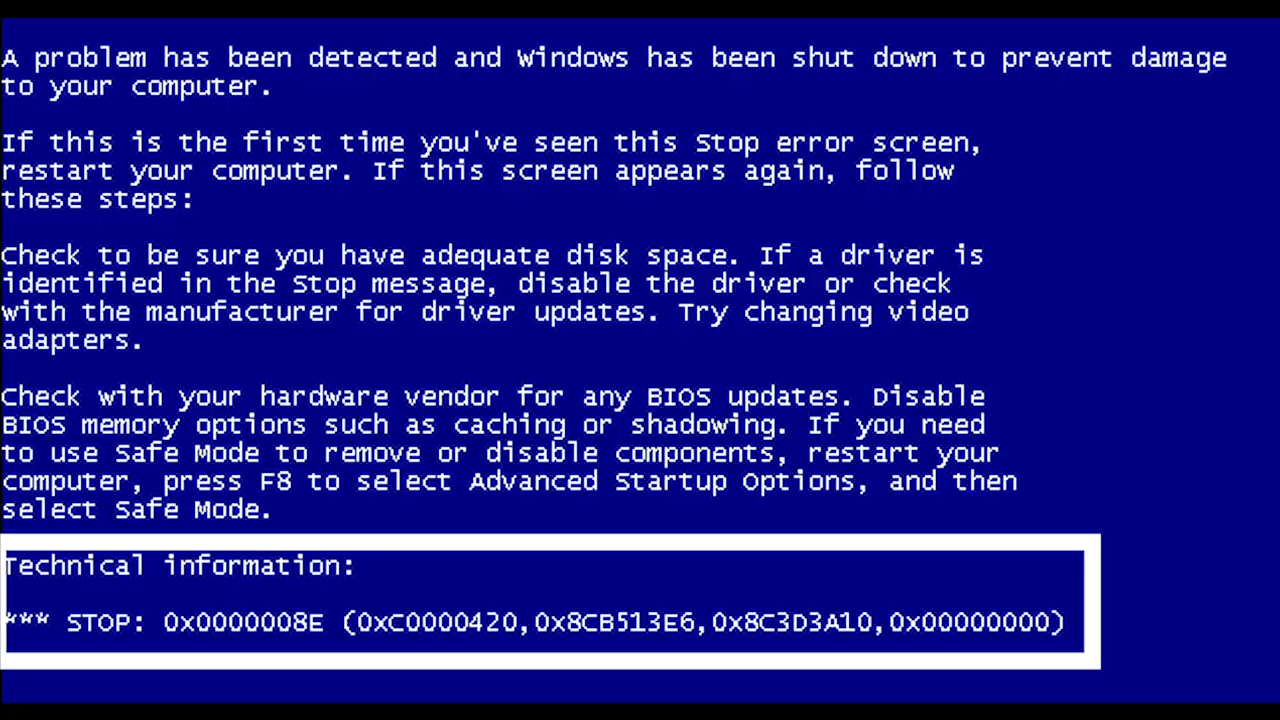 A problem has been detected and Windows has been shut down to prevent damage
to your computer.
If this is the first time you've seen this Stop error screen,
restart your computer. If this screen appears again, follow
these steps:
Check to be sure you have adequate disk space. If a driver is
identified in the Stop message, disable the driver or check
with the manufacturer for driver updates. Try changing video
adapters.
Check with your hardware vendor for any BIOS updates. Disable
BIOS memory options such as caching or shadowing. If you need
to use Safe Mode to remove or disable components, restart your
computer, press F8 to select Advanced Startup Options, and then
select Safe Mode.
Technical information:
*** STOP: 0x0000008E (0xC0000420,0x8CB513E6,0x8C3D3A10,0x00000000)